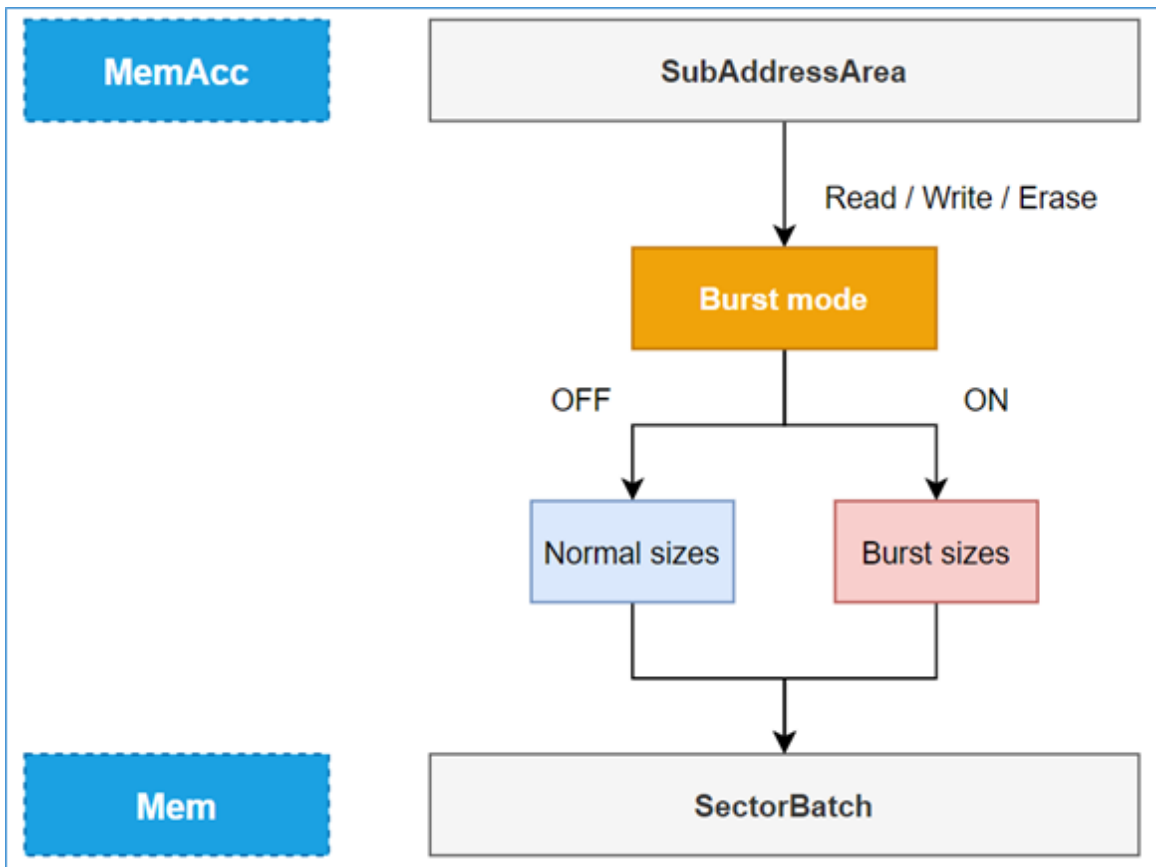 MemAcc
SubAddressArea
Read / Write / Erase
Burst mode
OFF
ON
Normal sizes
Burst sizes
Mem
SectorBatch